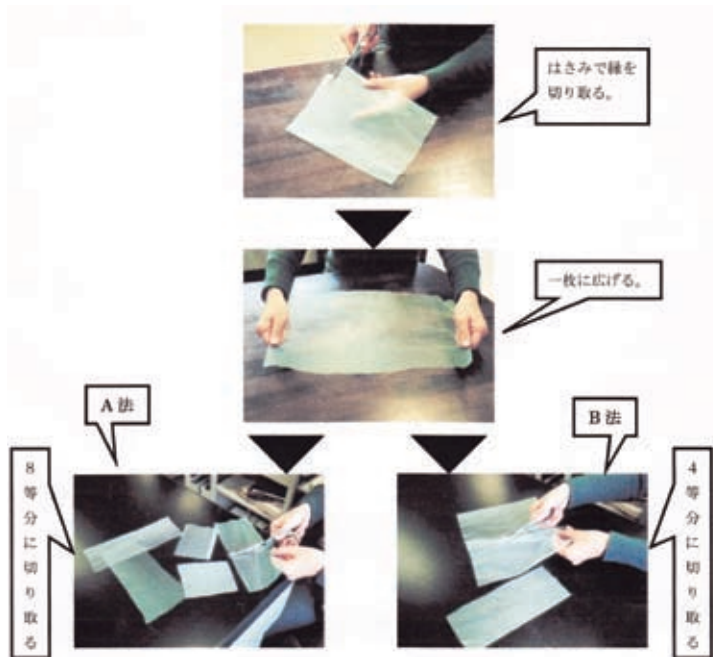 はさみで縁を
切り取る。
一枚に広げる。
A法
B法
8等分に切り取る
4等分に切り取る